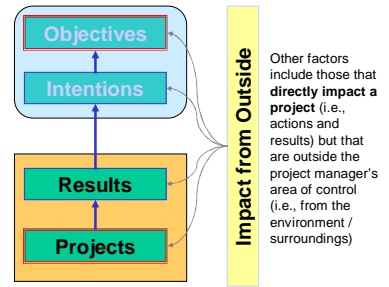 Objectives
Intentions
Results
Projects
Impact from Outside
Other factors
include those that
directly impact a
project (i.e.,
actions and
results) but that
are outside the
project manager's
area of control
(i.e., from the
environment /
surroundings)